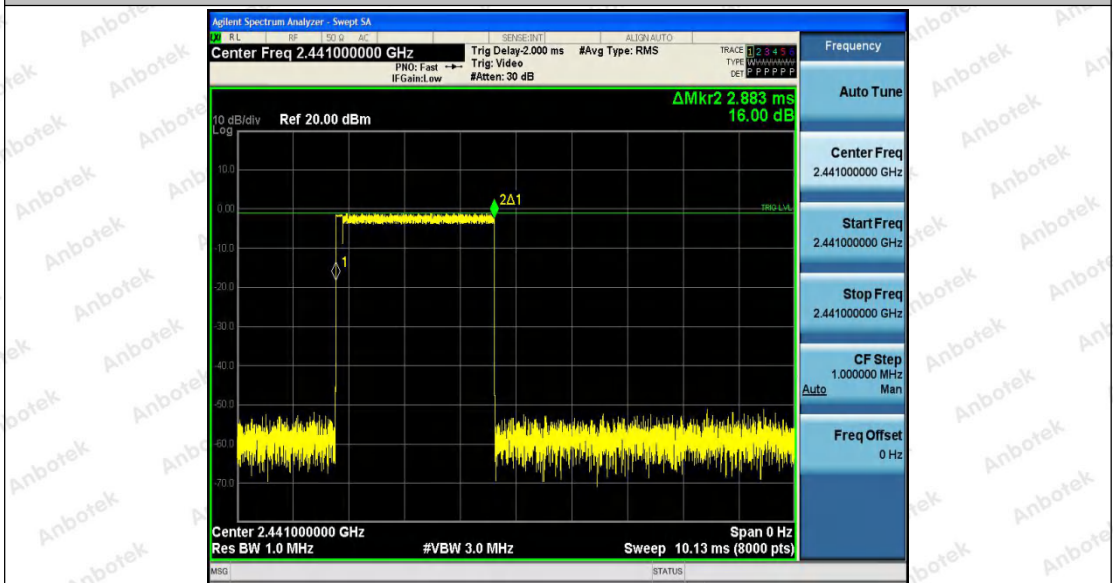 Agilent Spectrum Analyzer - Swept SA
RL RF 50 Ω AC SENSE:INT ALIGN AUTO
Center Freq 2.441000000 GHz
PNO: Fast
IFGain:Low
Trig Delay-2.000 ms
Trig: Video
#Atten: 30 dB
#Avg Type: RMS
TRACE 1 2 3 4 5 6
TYPE
DET P P P P P P
ΔMkr2 2.883 ms
16.00 dB
10 dB/div Ref 20.00 dBm
Log
10.0
0.00
-10.0
-20.0
-30.0
-40.0
-50.0
-60.0
-70.0
2Δ1
TRIG LVL
1
Center 2.441000000 GHz Span 0 Hz
Res BW 1.0 MHz #VBW 3.0 MHz Sweep 10.13 ms (8000 pts)
MSG STATUS
Frequency
Auto Tune
Center Freq
2.441000000 GHz
Start Freq
2.441000000 GHz
Stop Freq
2.441000000 GHz
CF Step
1.000000 MHz
Auto Man
Freq Offset
0 Hz
Anbotek